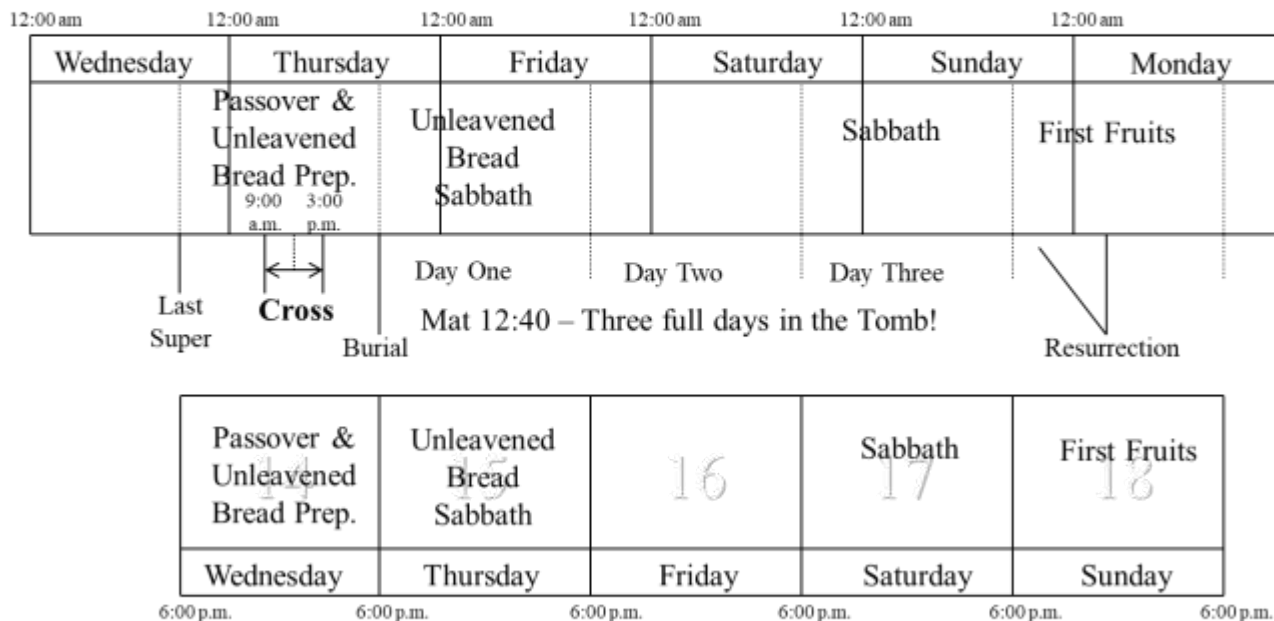 12:00 am 12:00 am 12:00 am 12:00 am 12:00 am 12:00 am
Wednesday Thursday Friday Saturday Sunday Monday
Passover &
Unleavened
Bread Prep.
9:00 3:00
a.m. p.m.
Unleavened
Bread
Sabbath
Sabbath
First Fruits
Last
Super
Cross
Burial
Day One Day Two Day Three
Mat 12:40 – Three full days in the Tomb!
Resurrection
Passover &
Unleavened
Bread Prep.
14
Unleavened
Bread
Sabbath
15
16
Sabbath
17
First Fruits
18
Wednesday Thursday Friday Saturday Sunday
6:00 p.m. 6:00 p.m. 6:00 p.m. 6:00 p.m. 6:00 p.m. 6:00 p.m.